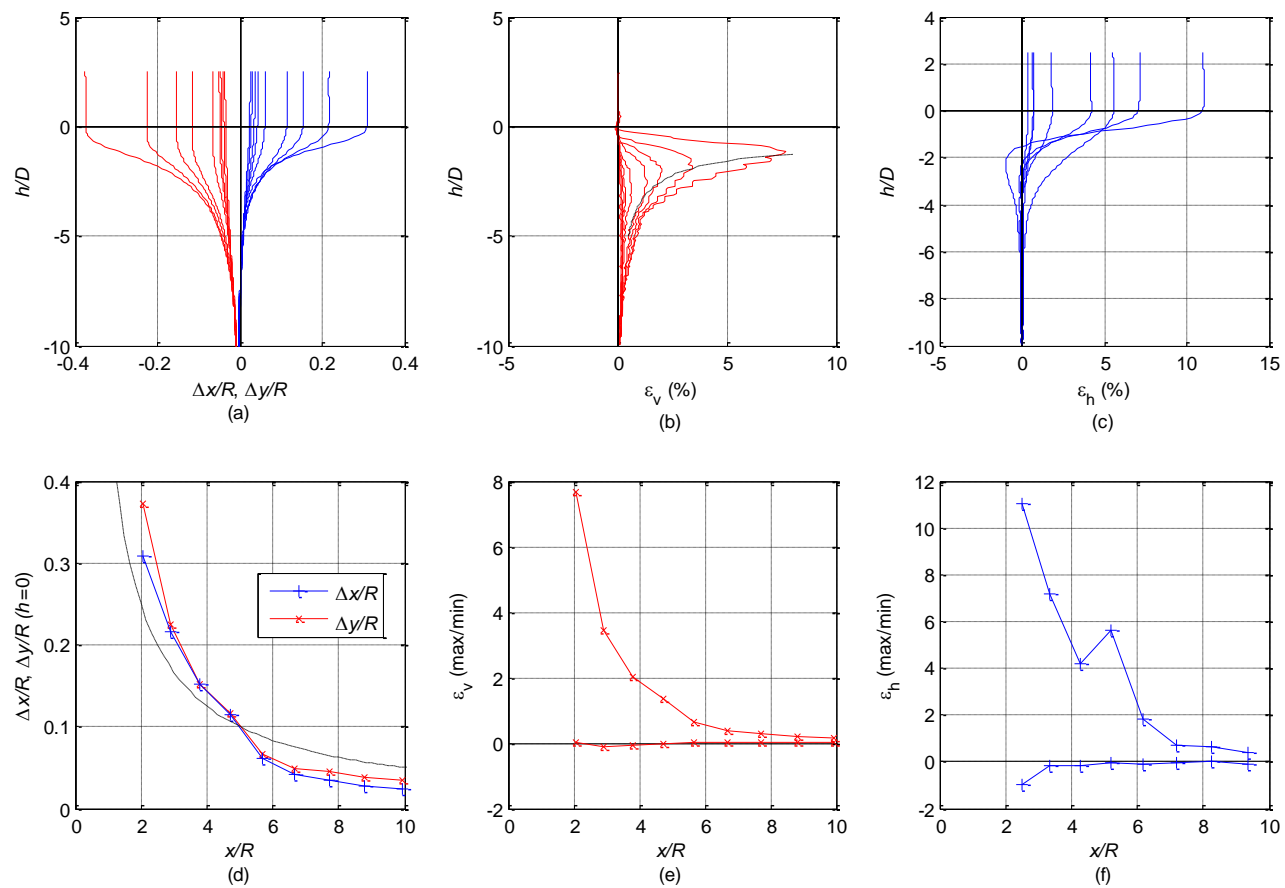 5
0
-5
-10
h/D
-0.4 -0.2 0 0.2 0.4
Δx/R, Δy/R
(a)
5
0
-5
-10
h/D
-5 0 5 10
ε_v (%)
(b)
4
2
0
-2
-4
-6
-8
-10
h/D
-5 0 5 10 15
ε_h (%)
(c)
0.4
0.3
0.2
0.1
0
Δx/R, Δy/R (h=0)
Δx/R
Δy/R
0 2 4 6 8 10
x/R
(d)
8
6
4
2
0
-2
ε_v (max/min)
0 2 4 6 8 10
x/R
(e)
12
10
8
6
4
2
0
-2
ε_h (max/min)
0 2 4 6 8 10
x/R
(f)